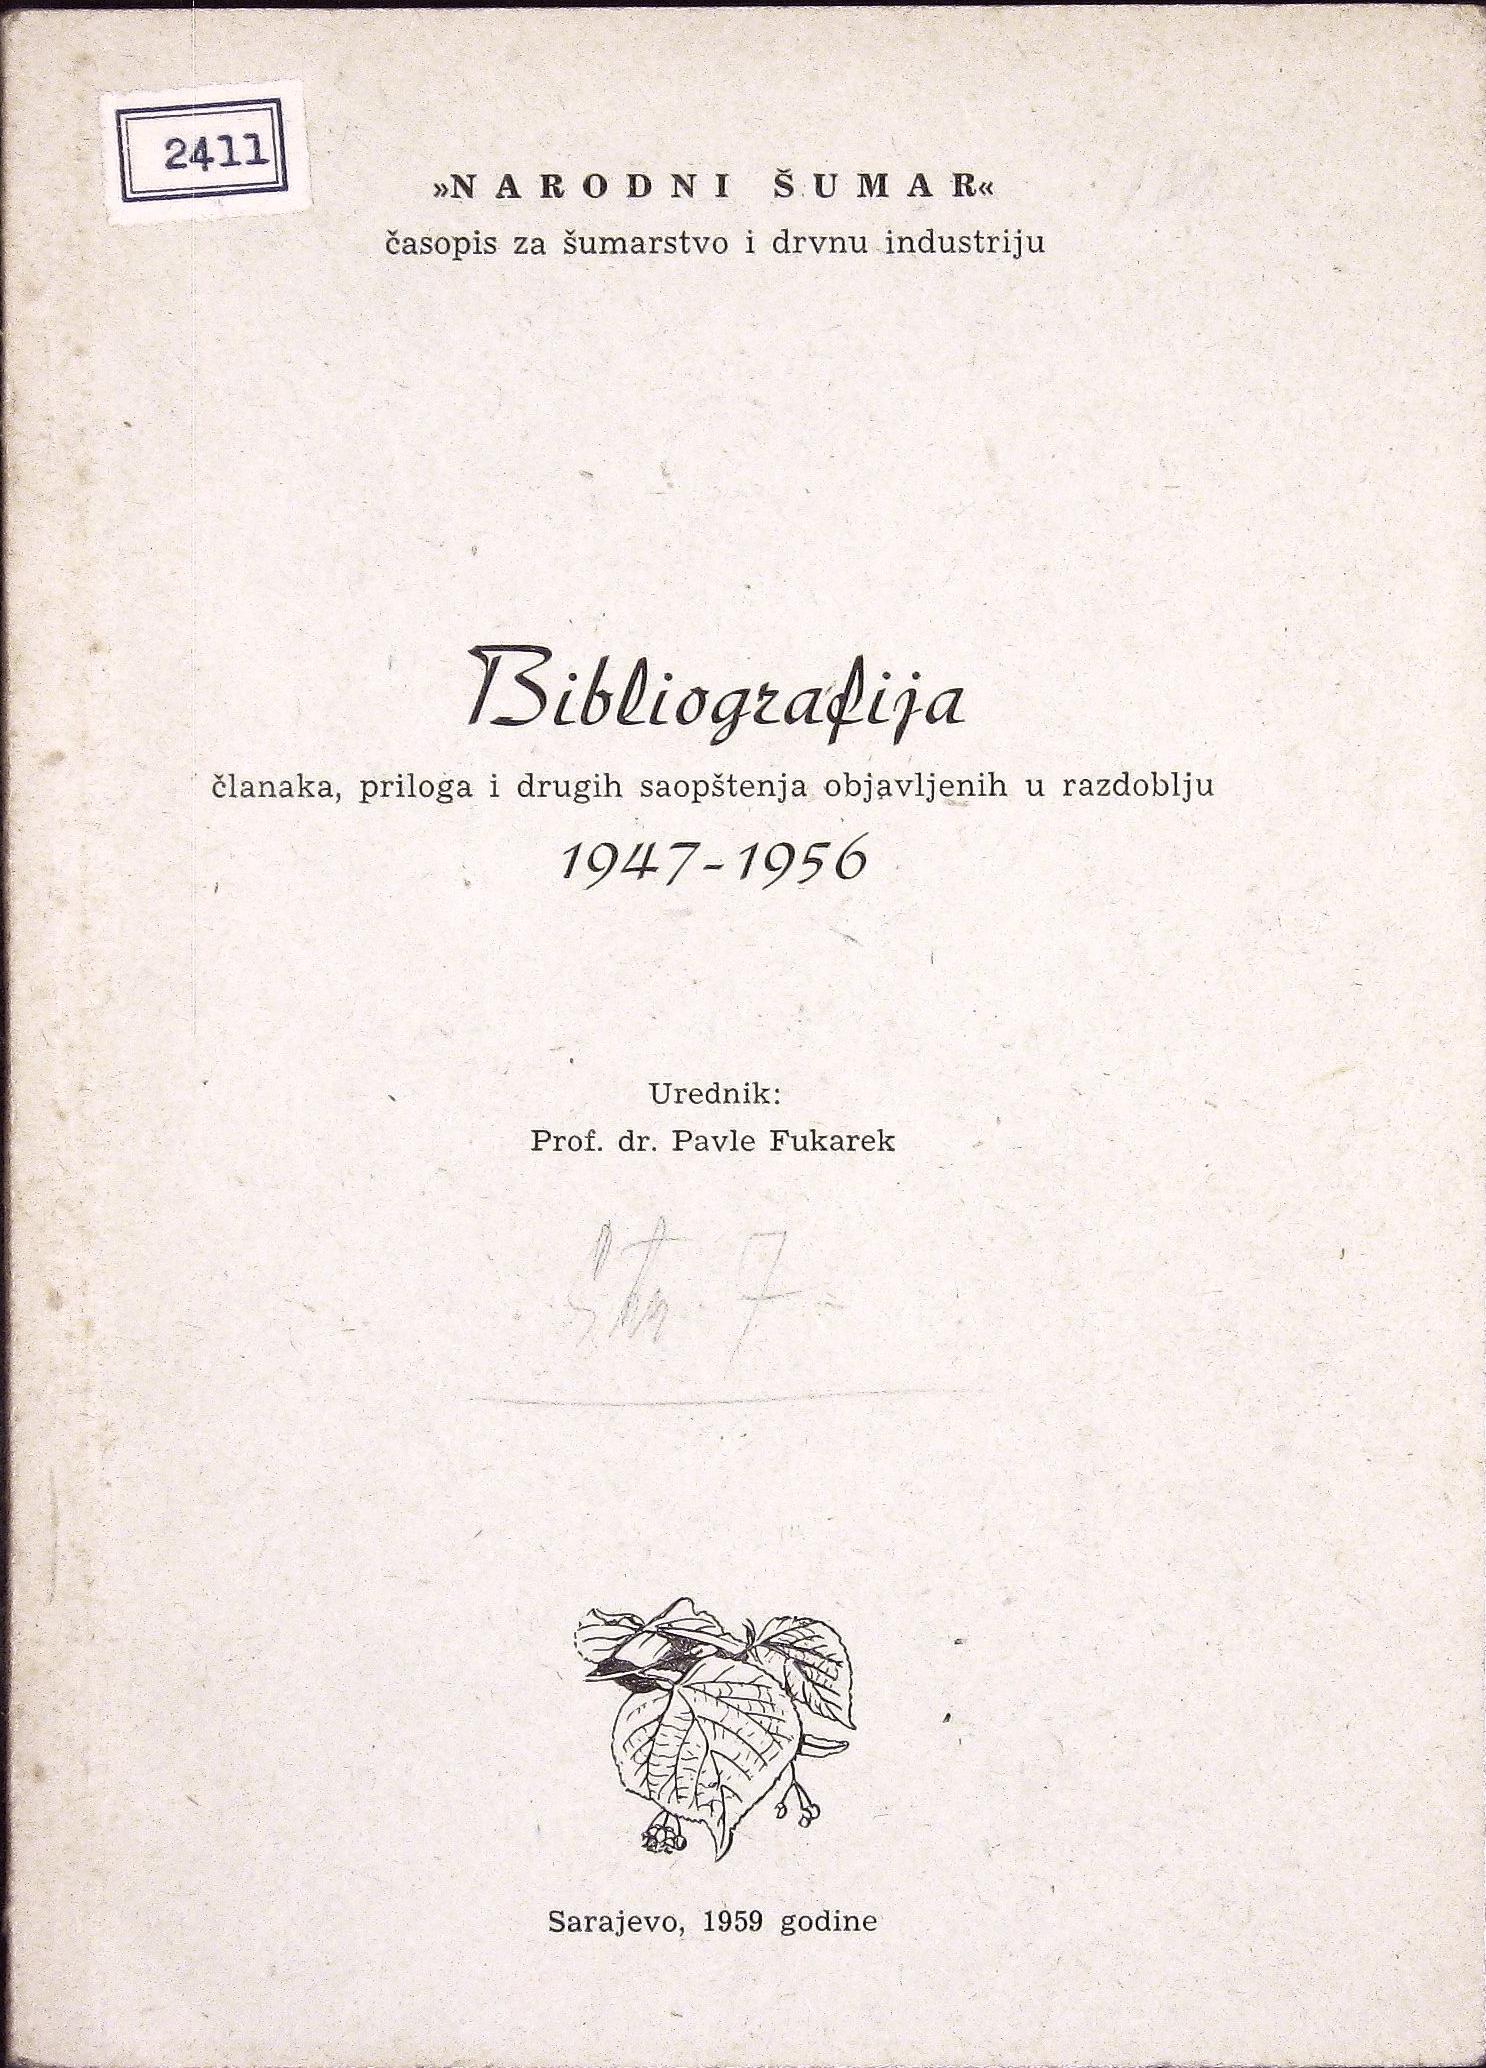 2411
»NARODNI ŠUMAR«
časopis za šumarstvo i drvnu industriju
Bibliografija
članaka, priloga i drugih saopštenja objavljenih u razdoblju
1947-1956
Urednik:
Prof. dr. Pavle Fukarek
7
Sarajevo, 1959 godine